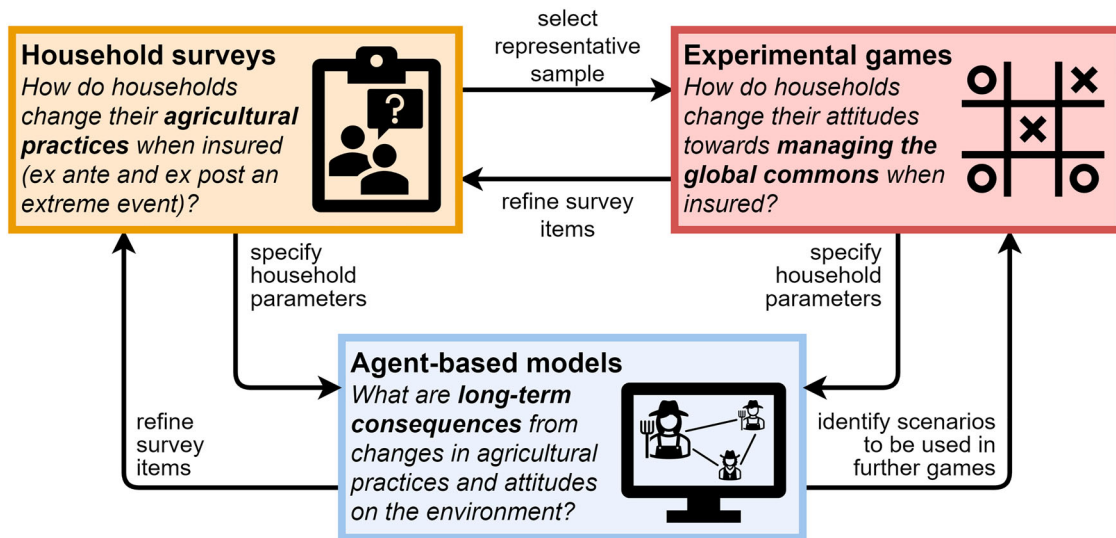 select
representative
sample
Household surveys
How do households
change their agricultural
practices when insured
(ex ante and ex post an
extreme event)?
?
Experimental games
How do households
change their attitudes
towards managing the
global commons when
insured?
refine survey
items
specify
household
parameters
specify
household
parameters
Agent-based models
What are long-term
consequences from
changes in agricultural
practices and attitudes
on the environment?
refine
survey
items
identify scenarios
to be used in
further games